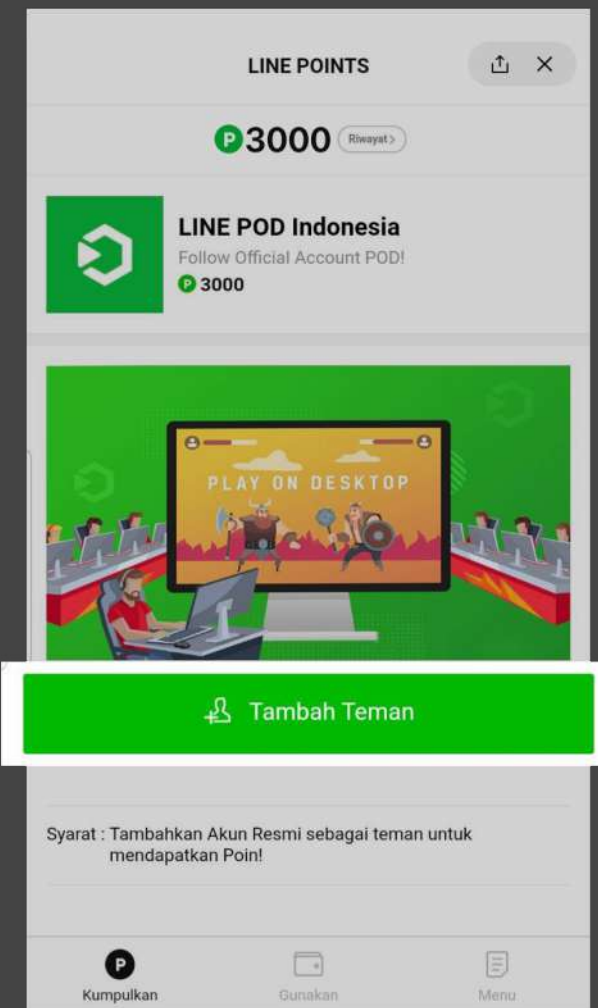 LINE POINTS
P 3000 Riwayat >
LINE POD Indonesia
Follow Official Account POD!
P 3000
PLAY ON DESKTOP
Tambah Teman
Syarat : Tambahkan Akun Resmi sebagai teman untuk
mendapatkan Poin!
P
Kumpulkan Gunakan Menu